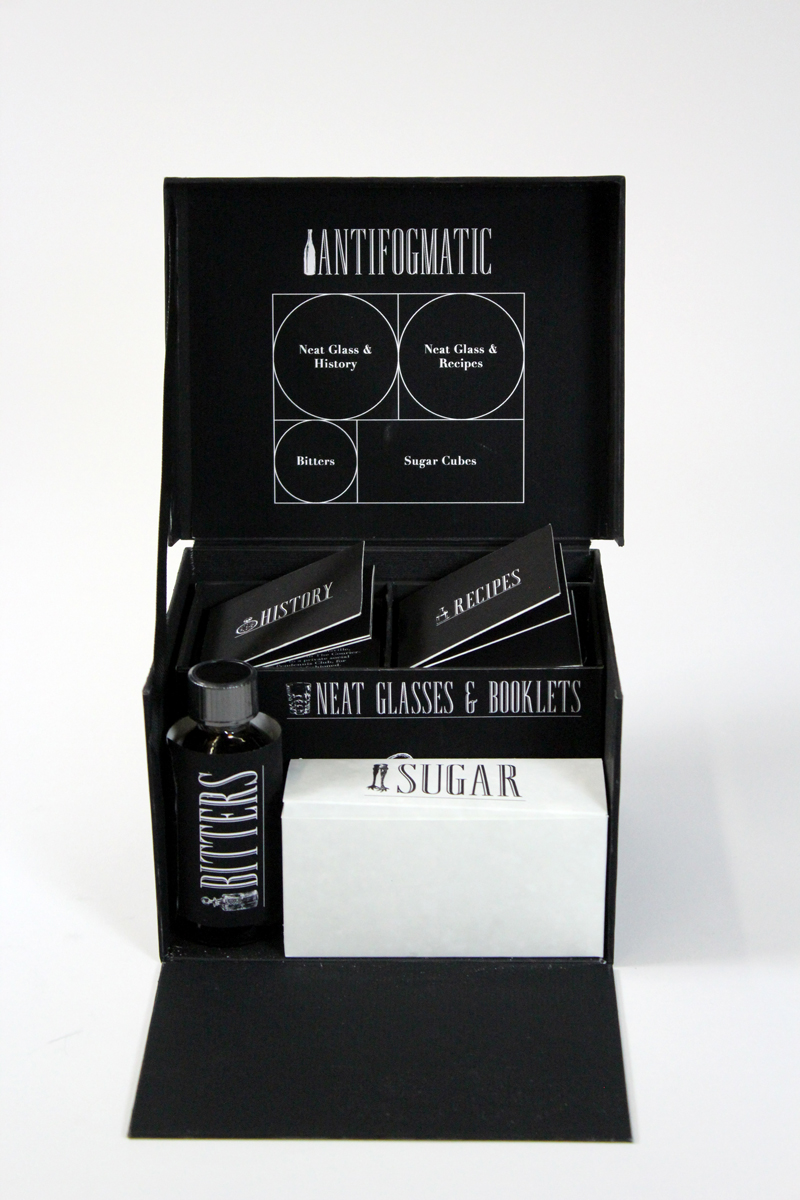 ANTIFOGMATIC
Neat Glass &
History
Neat Glass &
Recipes
Bitters
Sugar Cubes
HISTORY
RECIPES
NEAT GLASSES & BOOKLETS
SUGAR
BITTERS